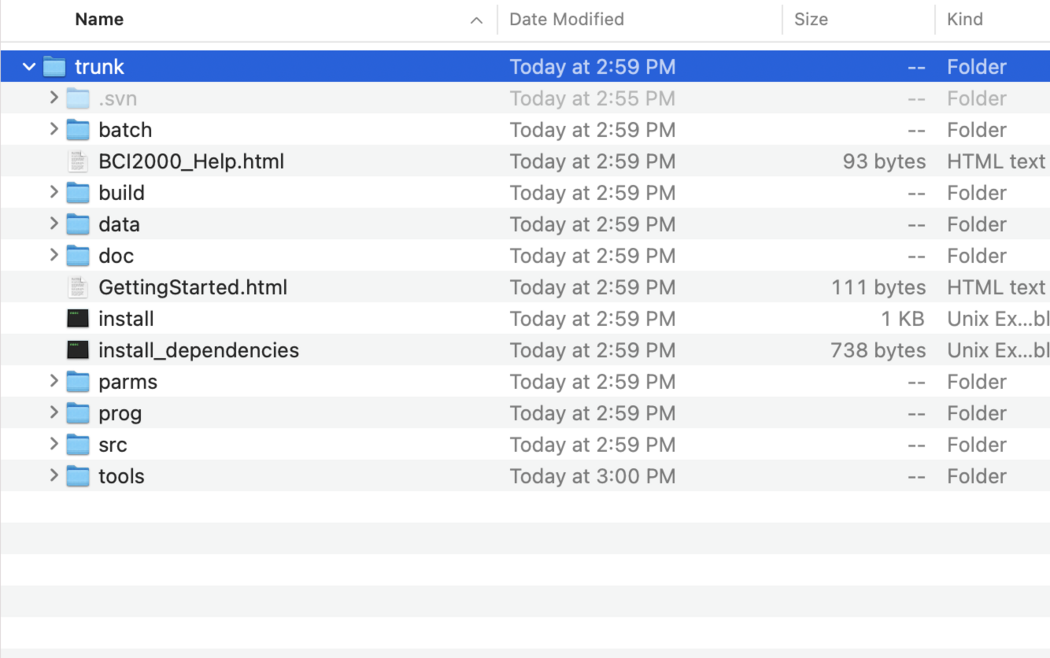 Name Date Modified Size Kind
trunk Today at 2:59 PM -- Folder
.svn Today at 2:55 PM -- Folder
batch Today at 2:59 PM -- Folder
BCI2000_Help.html Today at 2:59 PM 93 bytes HTML text
build Today at 2:59 PM -- Folder
data Today at 2:59 PM -- Folder
doc Today at 2:59 PM -- Folder
GettingStarted.html Today at 2:59 PM 111 bytes HTML text
install Today at 2:59 PM 1 KB Unix Ex...bl
install_dependencies Today at 2:59 PM 738 bytes Unix Ex...bl
parms Today at 2:59 PM -- Folder
prog Today at 2:59 PM -- Folder
src Today at 2:59 PM -- Folder
tools Today at 3:00 PM -- Folder